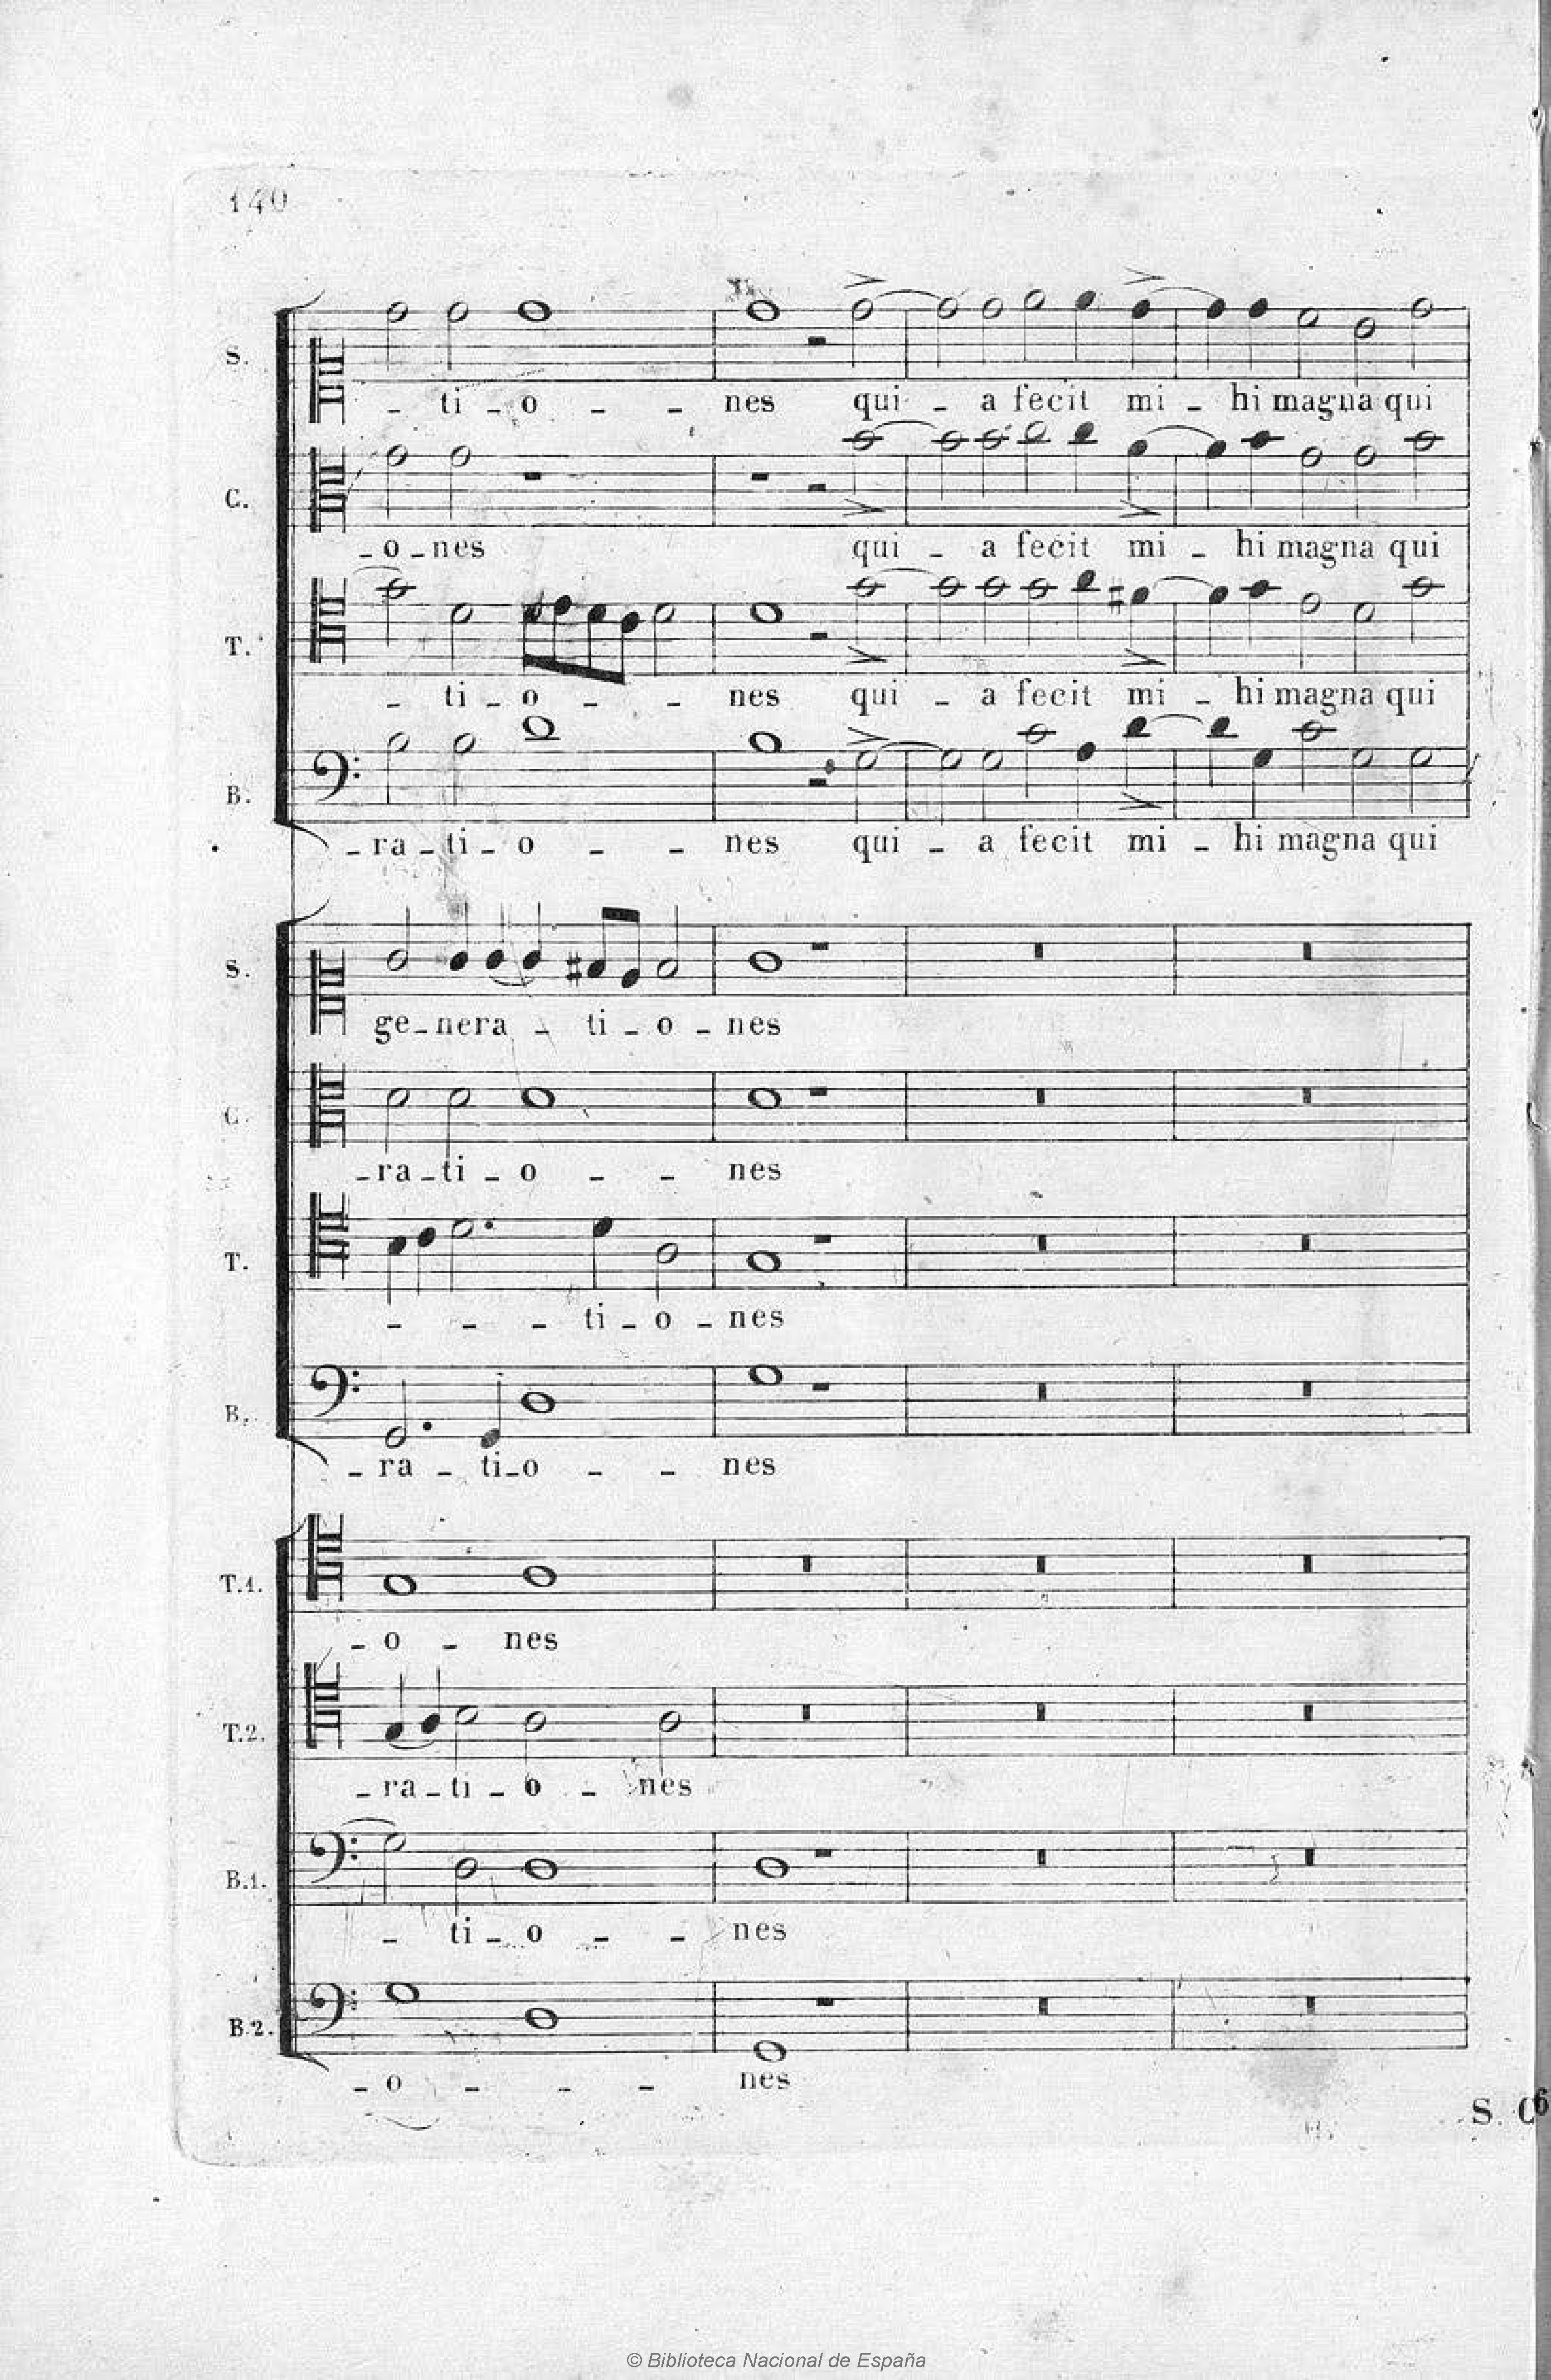 140
S.
- ti - o - - nes qui - a fecit mi - hi magna qui
C.
- o - nes qui - a fecit mi - hi magna qui
T.
- ti - o - - nes qui - a fecit mi - hi magna qui
B.
- ra - ti - o - - nes qui - a fecit mi - hi magna qui
S.
ge - nera - ti - o - nes
C.
- ra - ti - o - - nes
T.
- - - ti - o - nes
B.
- ra - ti - o - - nes
T.1.
- o - nes
T.2.
- ra - ti - o - nes
B.1.
- ti - o - - nes
B.2.
- o - - - nes
S. C6
© Biblioteca Nacional de España